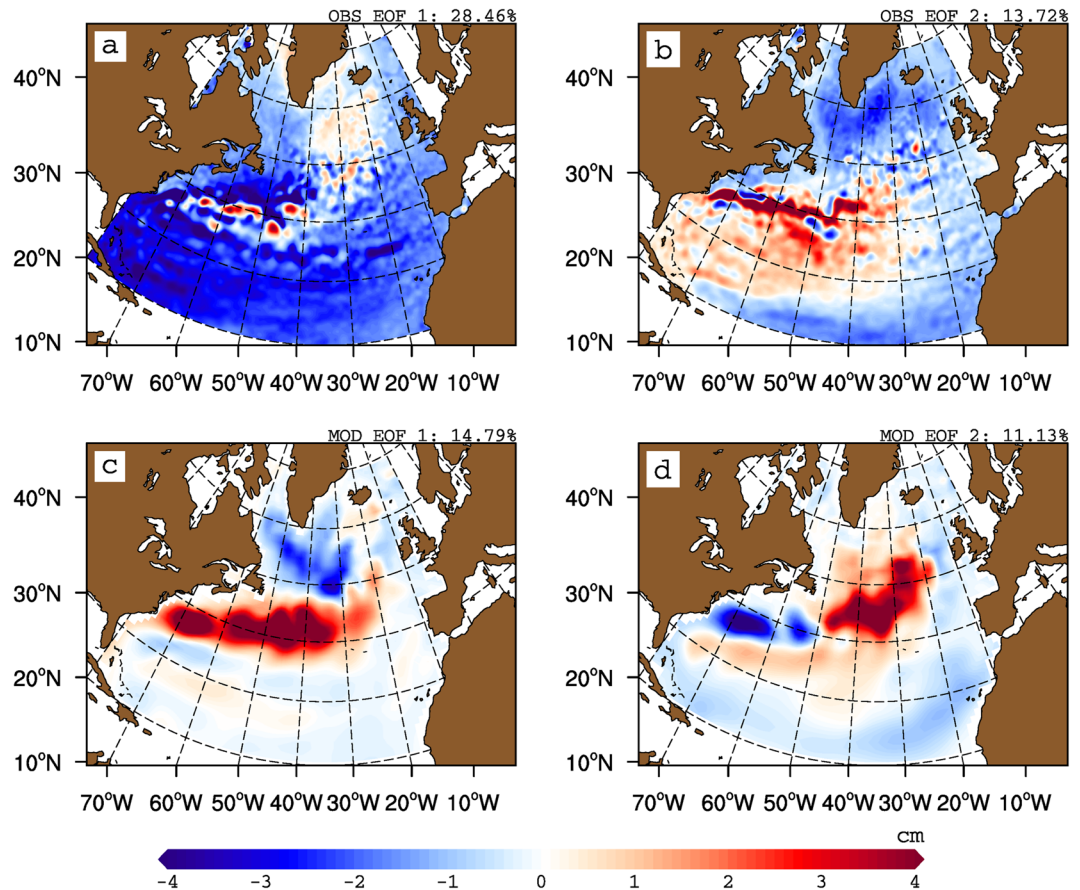 OBS EOF 1: 28.46%
OBS EOF 2: 13.72%
a
b
40°N
30°N
20°N
10°N
40°N
30°N
20°N
10°N
70°W 60°W 50°W 40°W 30°W 20°W 10°W
70°W 60°W 50°W 40°W 30°W 20°W 10°W
MOD EOF 1: 14.79%
MOD EOF 2: 11.13%
c
d
40°N
30°N
20°N
10°N
40°N
30°N
20°N
10°N
70°W 60°W 50°W 40°W 30°W 20°W 10°W
70°W 60°W 50°W 40°W 30°W 20°W 10°W
cm
-4 -3 -2 -1 0 1 2 3 4